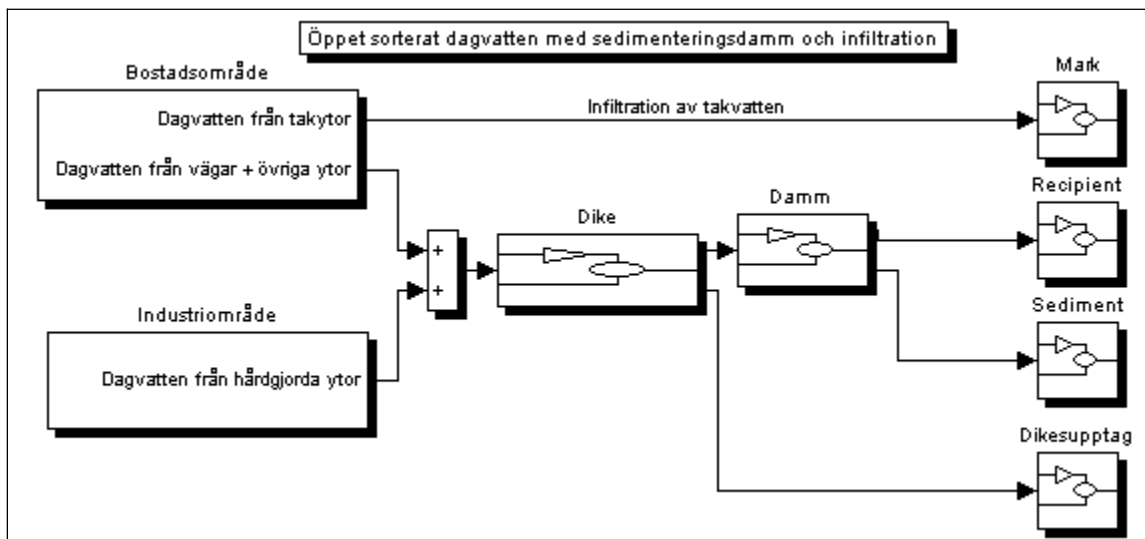 Öppet sorterat dagvatten med sedimenteringsdamm och infiltration
Bostadsområde
Dagvatten från takytor
Dagvatten från vägar + övriga ytor
Infiltration av takvatten
Mark
Recipient
Damm
Dike
+
+
Sediment
Industriområde
Dagvatten från hårdgjorda ytor
Dikesupptag